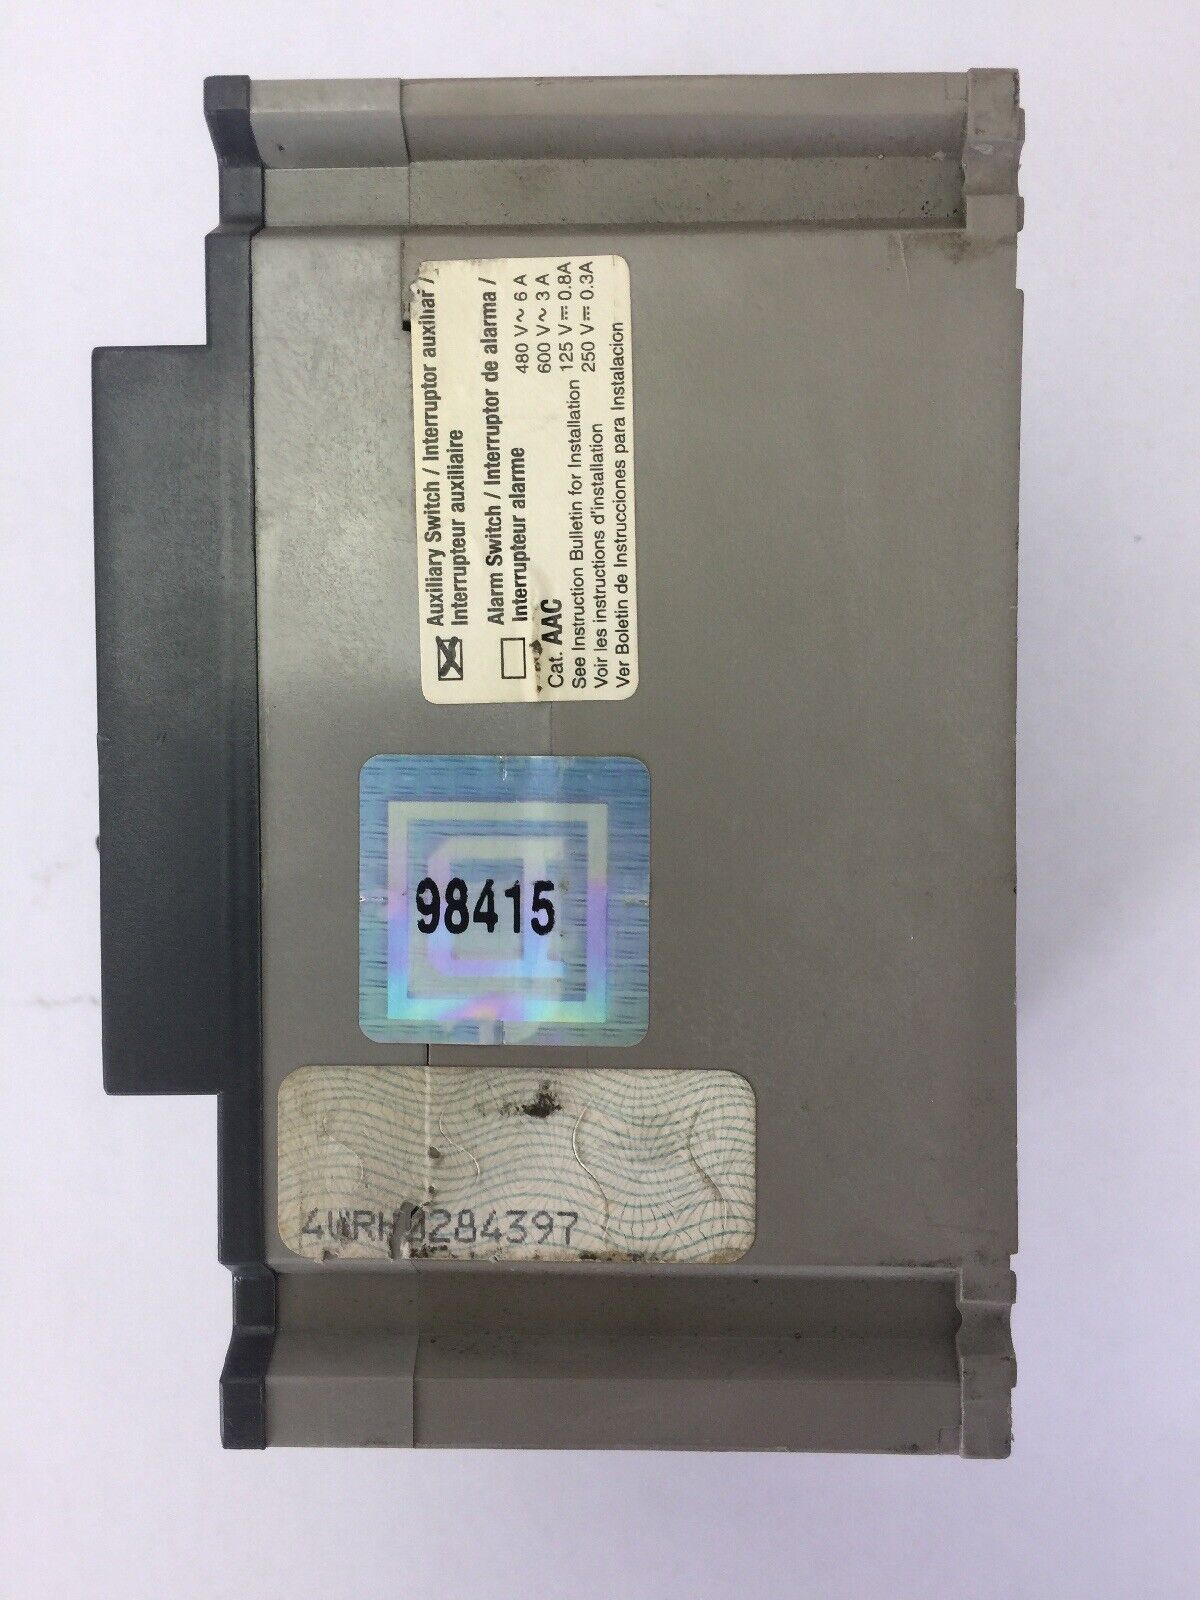 Auxiliary Switch / Interruptor auxiliar /
Interrupteur auxiliaire
Alarm Switch / Interruptor de alarma /
Interrupteur alarme
Cat. AAC
480 V~ 6 A
600 V~ 3 A
125 V⎓ 0.8A
250 V⎓ 0.3A
See Instruction Bulletin for Installation
Voir les instructions d'installation
Ver Boletin de Instrucciones para Instalacion
98415
D